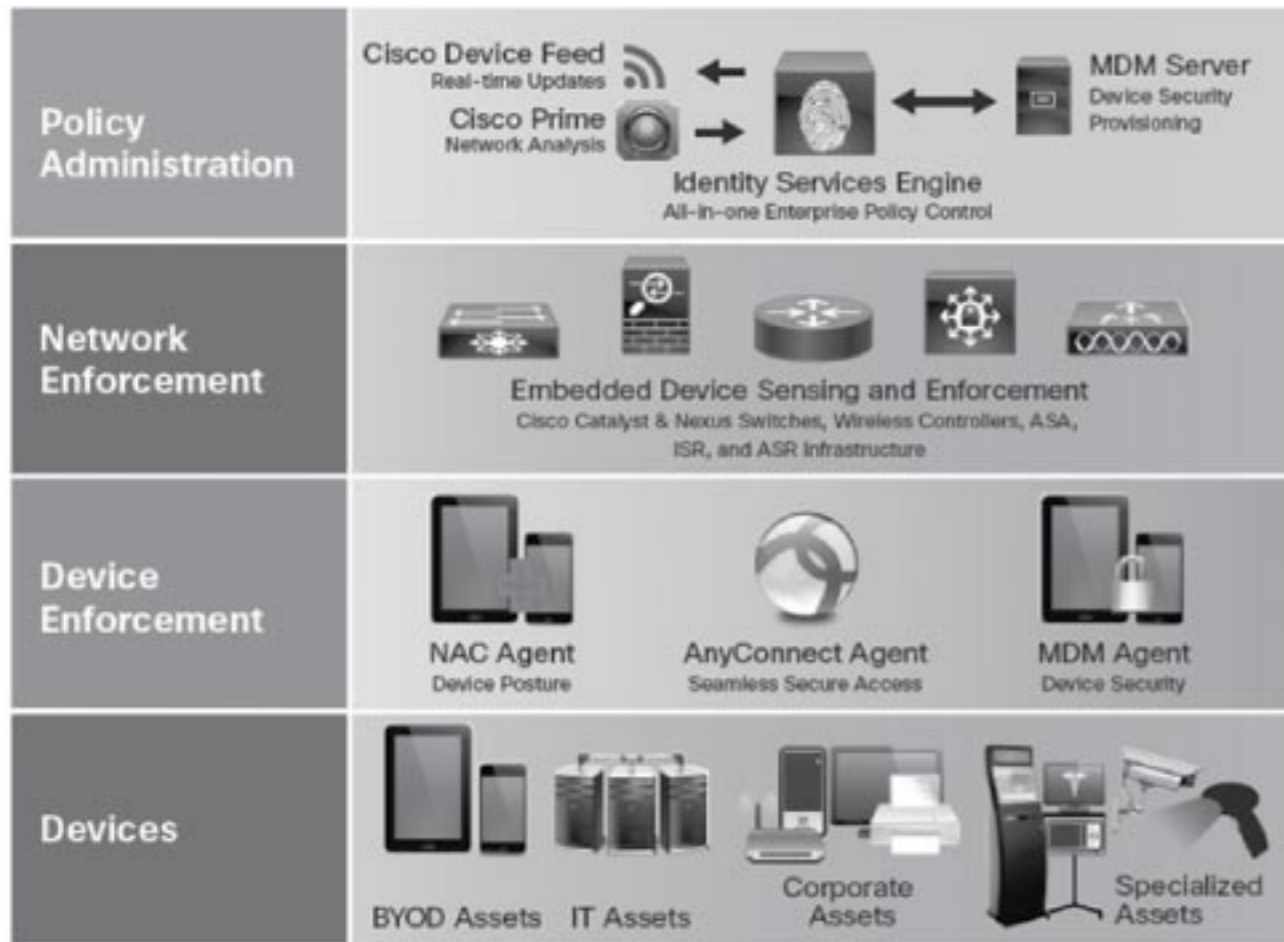 Policy
Administration
Cisco Device Feed
Real-time Updates
Cisco Prime
Network Analysis
MDM Server
Device Security
Provisioning
Identity Services Engine
All-in-one Enterprise Policy Control
Network
Enforcement
Embedded Device Sensing and Enforcement
Cisco Catalyst & Nexus Switches, Wireless Controllers, ASA,
ISR, and ASR Infrastructure
Device
Enforcement
NAC Agent
Device Posture
AnyConnect Agent
Seamless Secure Access
MDM Agent
Device Security
Devices
BYOD Assets
IT Assets
Corporate
Assets
Specialized
Assets